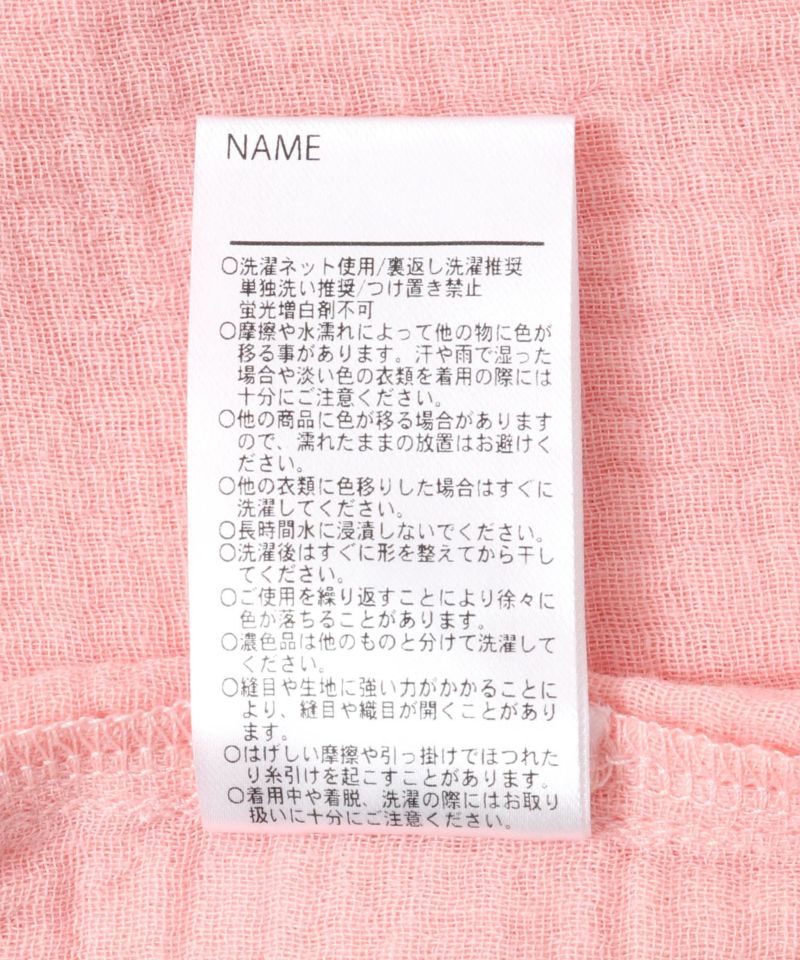 NAME
○洗濯ネット使用/裏返し洗濯推奨
単独洗い推奨/つけ置き禁止
蛍光増白剤不可
○摩擦や水濡れによって他の物に色が
移る事があります。汗や雨で湿った
場合や淡い色の衣類を着用の際には
十分にご注意ください。
○他の商品に色が移る場合があります
ので、濡れたままの放置はお避けく
ださい。
○他の衣類に色移りした場合はすぐに
洗濯してください。
○長時間水に浸漬しないでください。
○洗濯後はすぐに形を整えてから干し
てください。
○ご使用を繰り返すことにより徐々に
色が落ちることがあります。
○濃色品は他のものと分けて洗濯して
ください。
○縫目や生地に強い力がかかることに
より、縫目や織目が開くことがあり
ます。
○はげしい摩擦や引っ掛けでほつれた
り糸引けを起こすことがあります。
○着用中や着脱、洗濯の際にはお取り
扱いに十分にご注意ください。